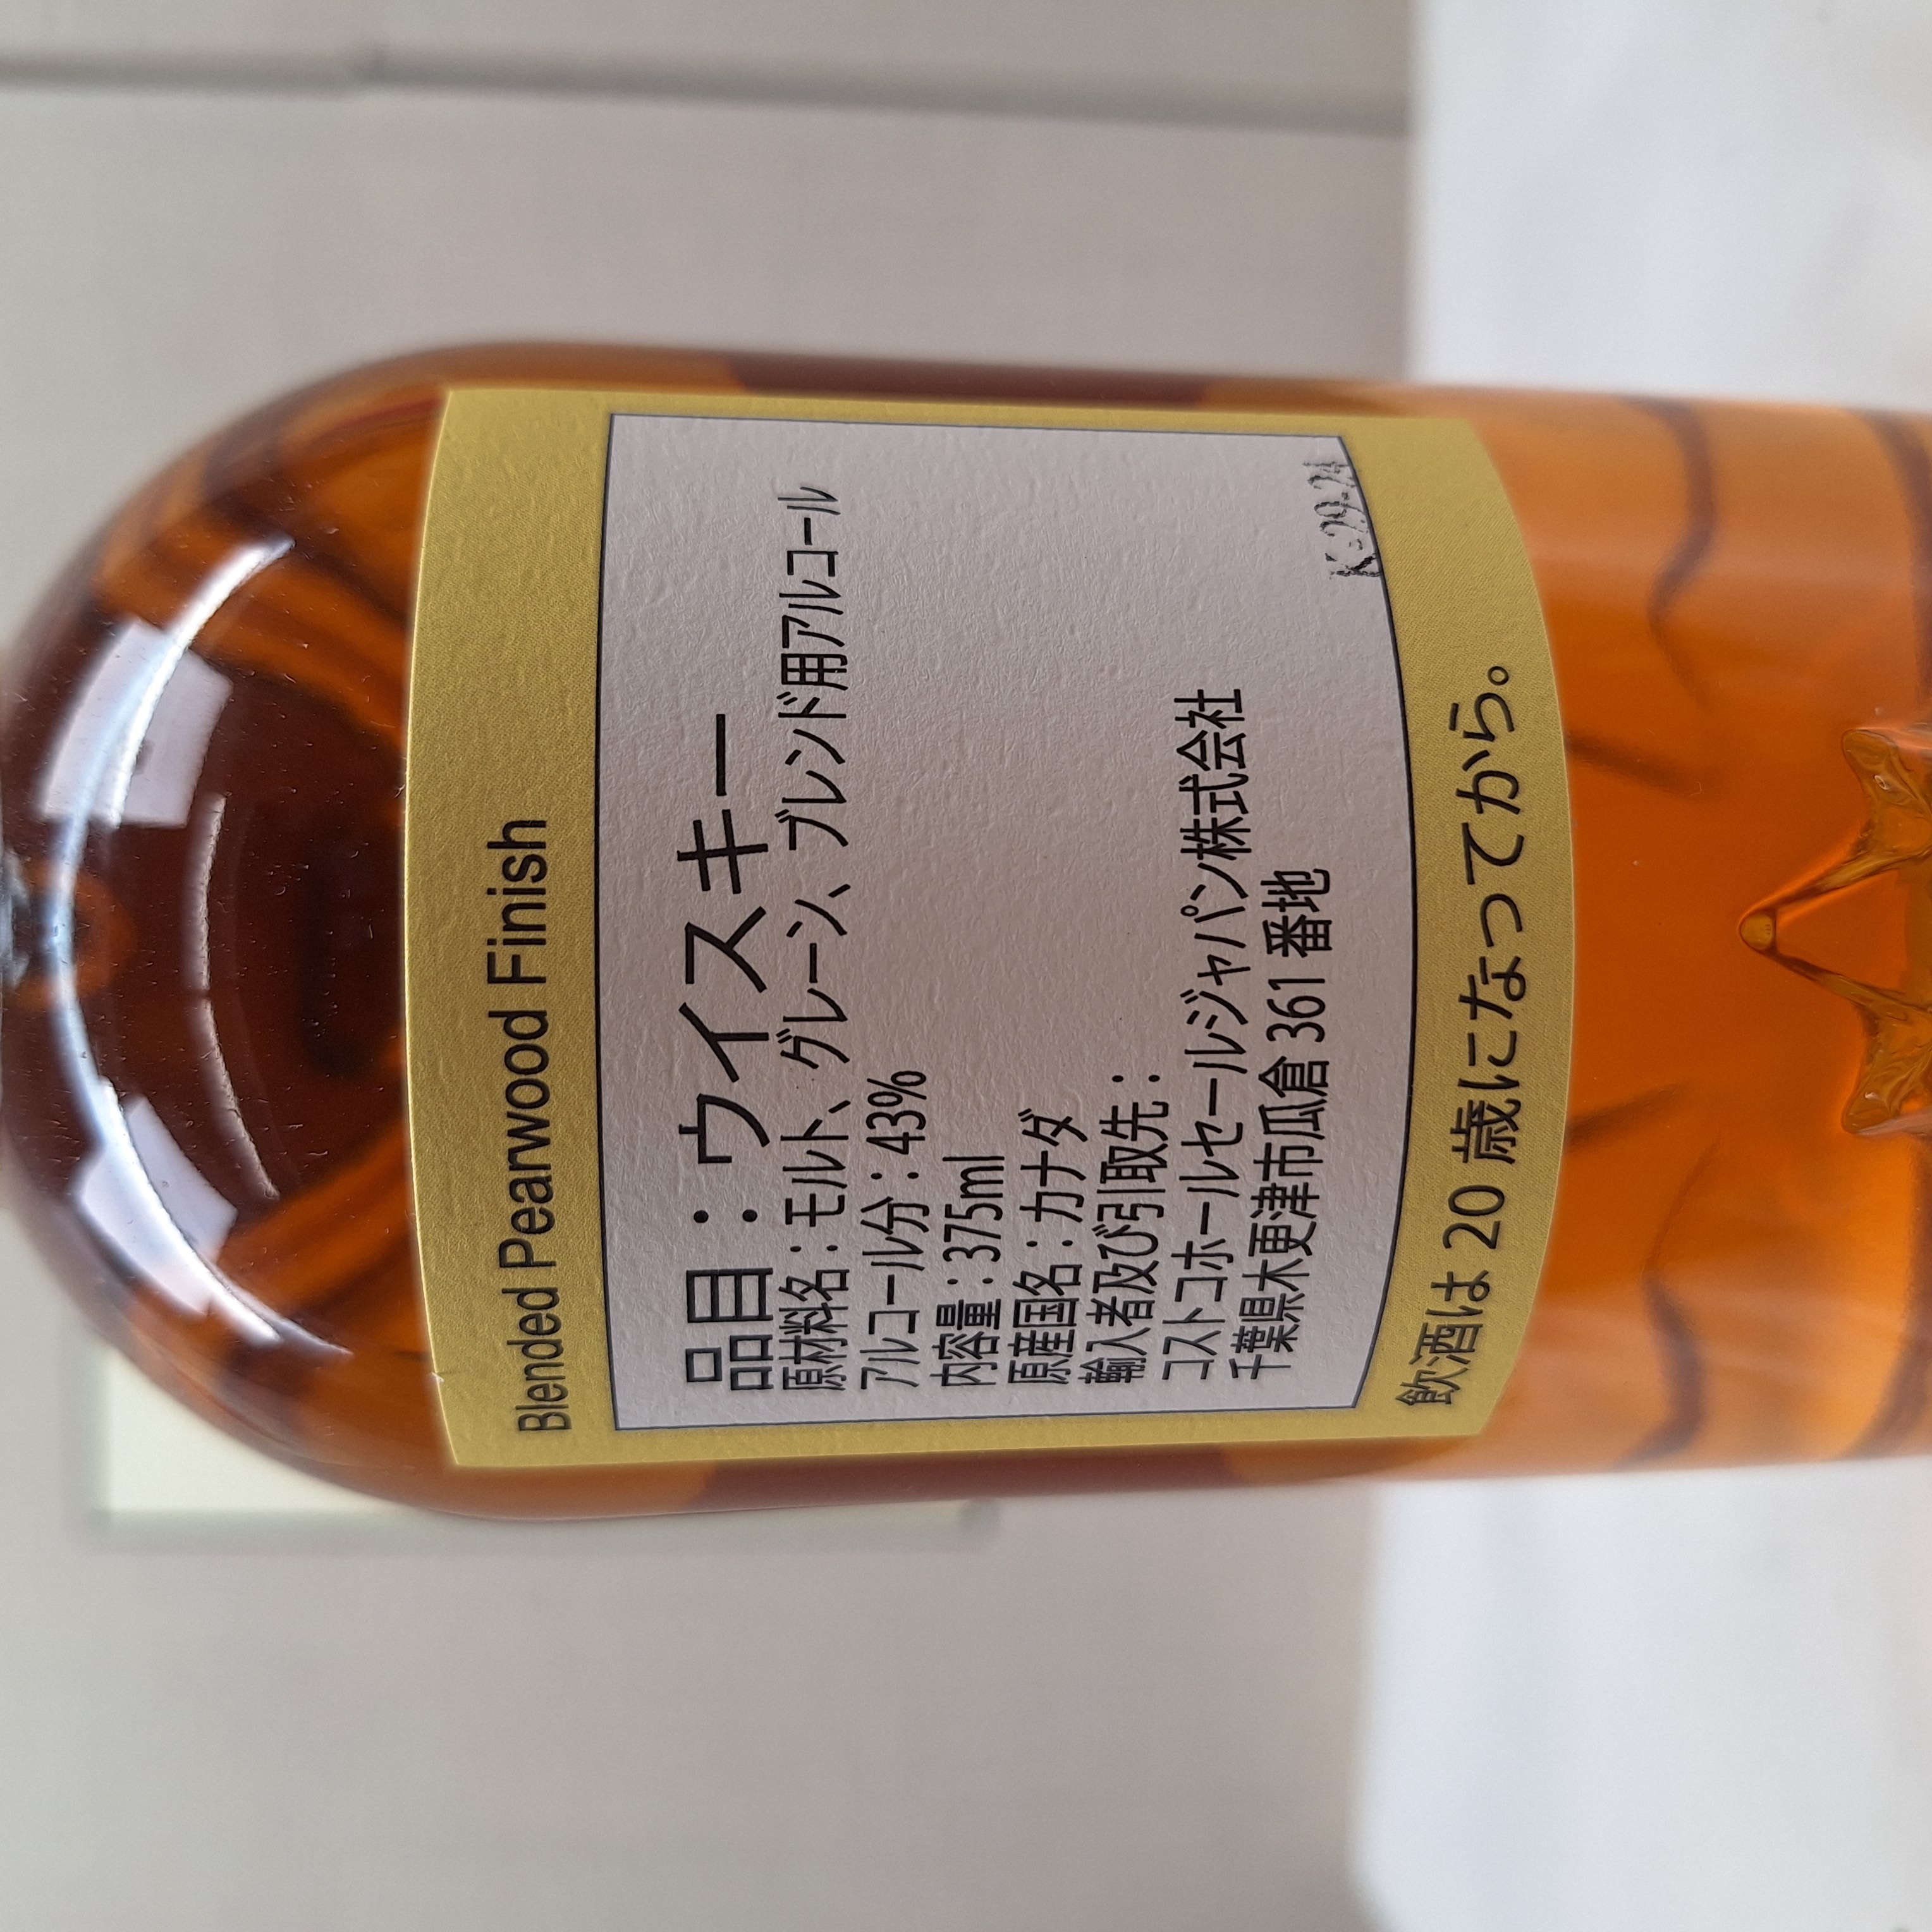 Blended Pearwood Finish
品目：ウイスキー
原材料名：モルト、グレーン、ブレンド用アルコール
アルコール分：43%
内容量：375ml
原産国名：カナダ
輸入者及び引取先：
コストコホールセールジャパン株式会社
千葉県木更津市瓜倉 361 番地
飲酒は 20 歳になってから。